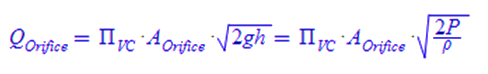 Q_Orifice = Π_VC · A_Orifice · √(2gh) = Π_VC · A_Orifice · √(2P/ρ)